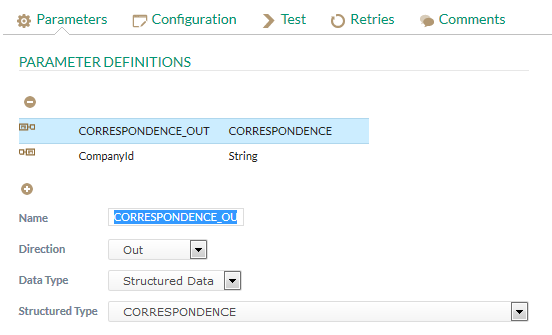 Parameters Configuration Test Retries Comments
PARAMETER DEFINITIONS
CORRESPONDENCE_OUT CORRESPONDENCE
CompanyId String
Name CORRESPONDENCE_OU
Direction Out
Data Type Structured Data
Structured Type CORRESPONDENCE